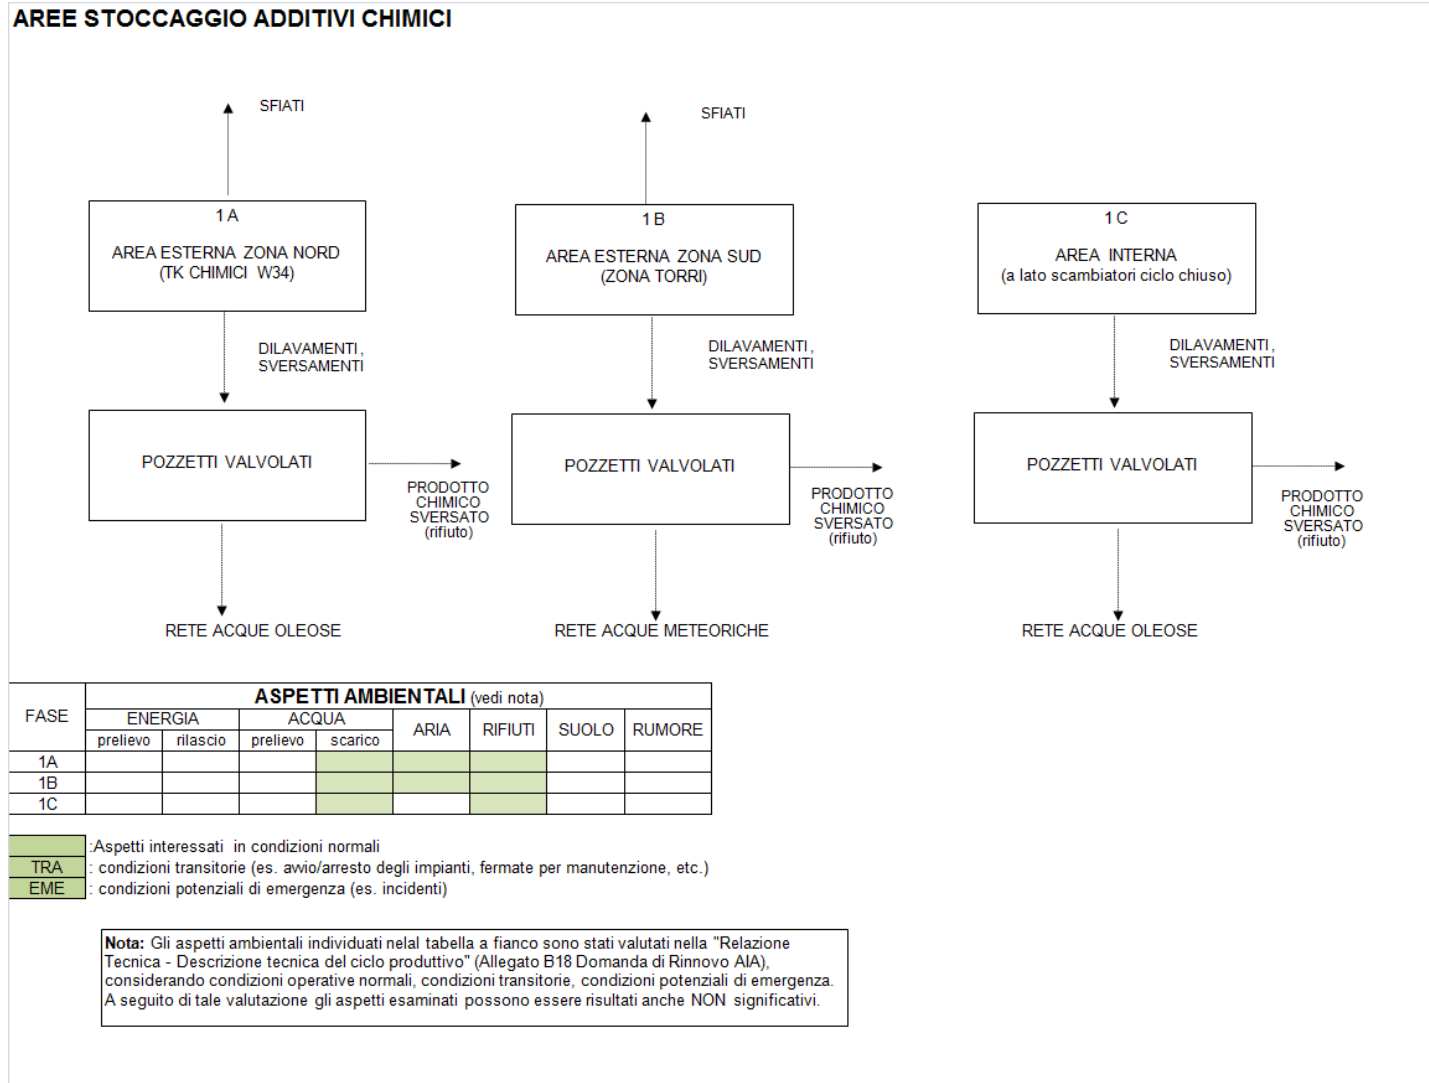 AREE STOCCAGGIO ADDITIVI CHIMICI
SFIATI
SFIATI
1 A
AREA ESTERNA ZONA NORD
(TK CHIMICI W34)
1 B
AREA ESTERNA ZONA SUD
(ZONA TORRI)
1 C
AREA INTERNA
(a lato scambiatori ciclo chiuso)
DILAVAMENTI,
SVERSAMENTI
DILAVAMENTI,
SVERSAMENTI
DILAVAMENTI,
SVERSAMENTI
POZZETTI VALVOLATI
POZZETTI VALVOLATI
POZZETTI VALVOLATI
PRODOTTO
CHIMICO
SVERSATO
(rifiuto)
PRODOTTO
CHIMICO
SVERSATO
(rifiuto)
PRODOTTO
CHIMICO
SVERSATO
(rifiuto)
RETE ACQUE OLEOSE
RETE ACQUE METEORICHE
RETE ACQUE OLEOSE
FASE
ASPETTI AMBIENTALI (vedi nota)
ENERGIA ACQUA ARIA RIFIUTI SUOLO RUMORE
prelievo rilascio prelievo scarico
1A
1B
1C
:Aspetti interessati in condizioni normali
TRA : condizioni transitorie (es. avvio/arresto degli impianti, fermate per manutenzione, etc.)
EME : condizioni potenziali di emergenza (es. incidenti)
Nota: Gli aspetti ambientali individuati nelal tabella a fianco sono stati valutati nella "Relazione
Tecnica - Descrizione tecnica del ciclo produttivo" (Allegato B18 Domanda di Rinnovo AIA),
considerando condizioni operative normali, condizioni transitorie, condizioni potenziali di emergenza.
A seguito di tale valutazione gli aspetti esaminati possono essere risultati anche NON significativi.